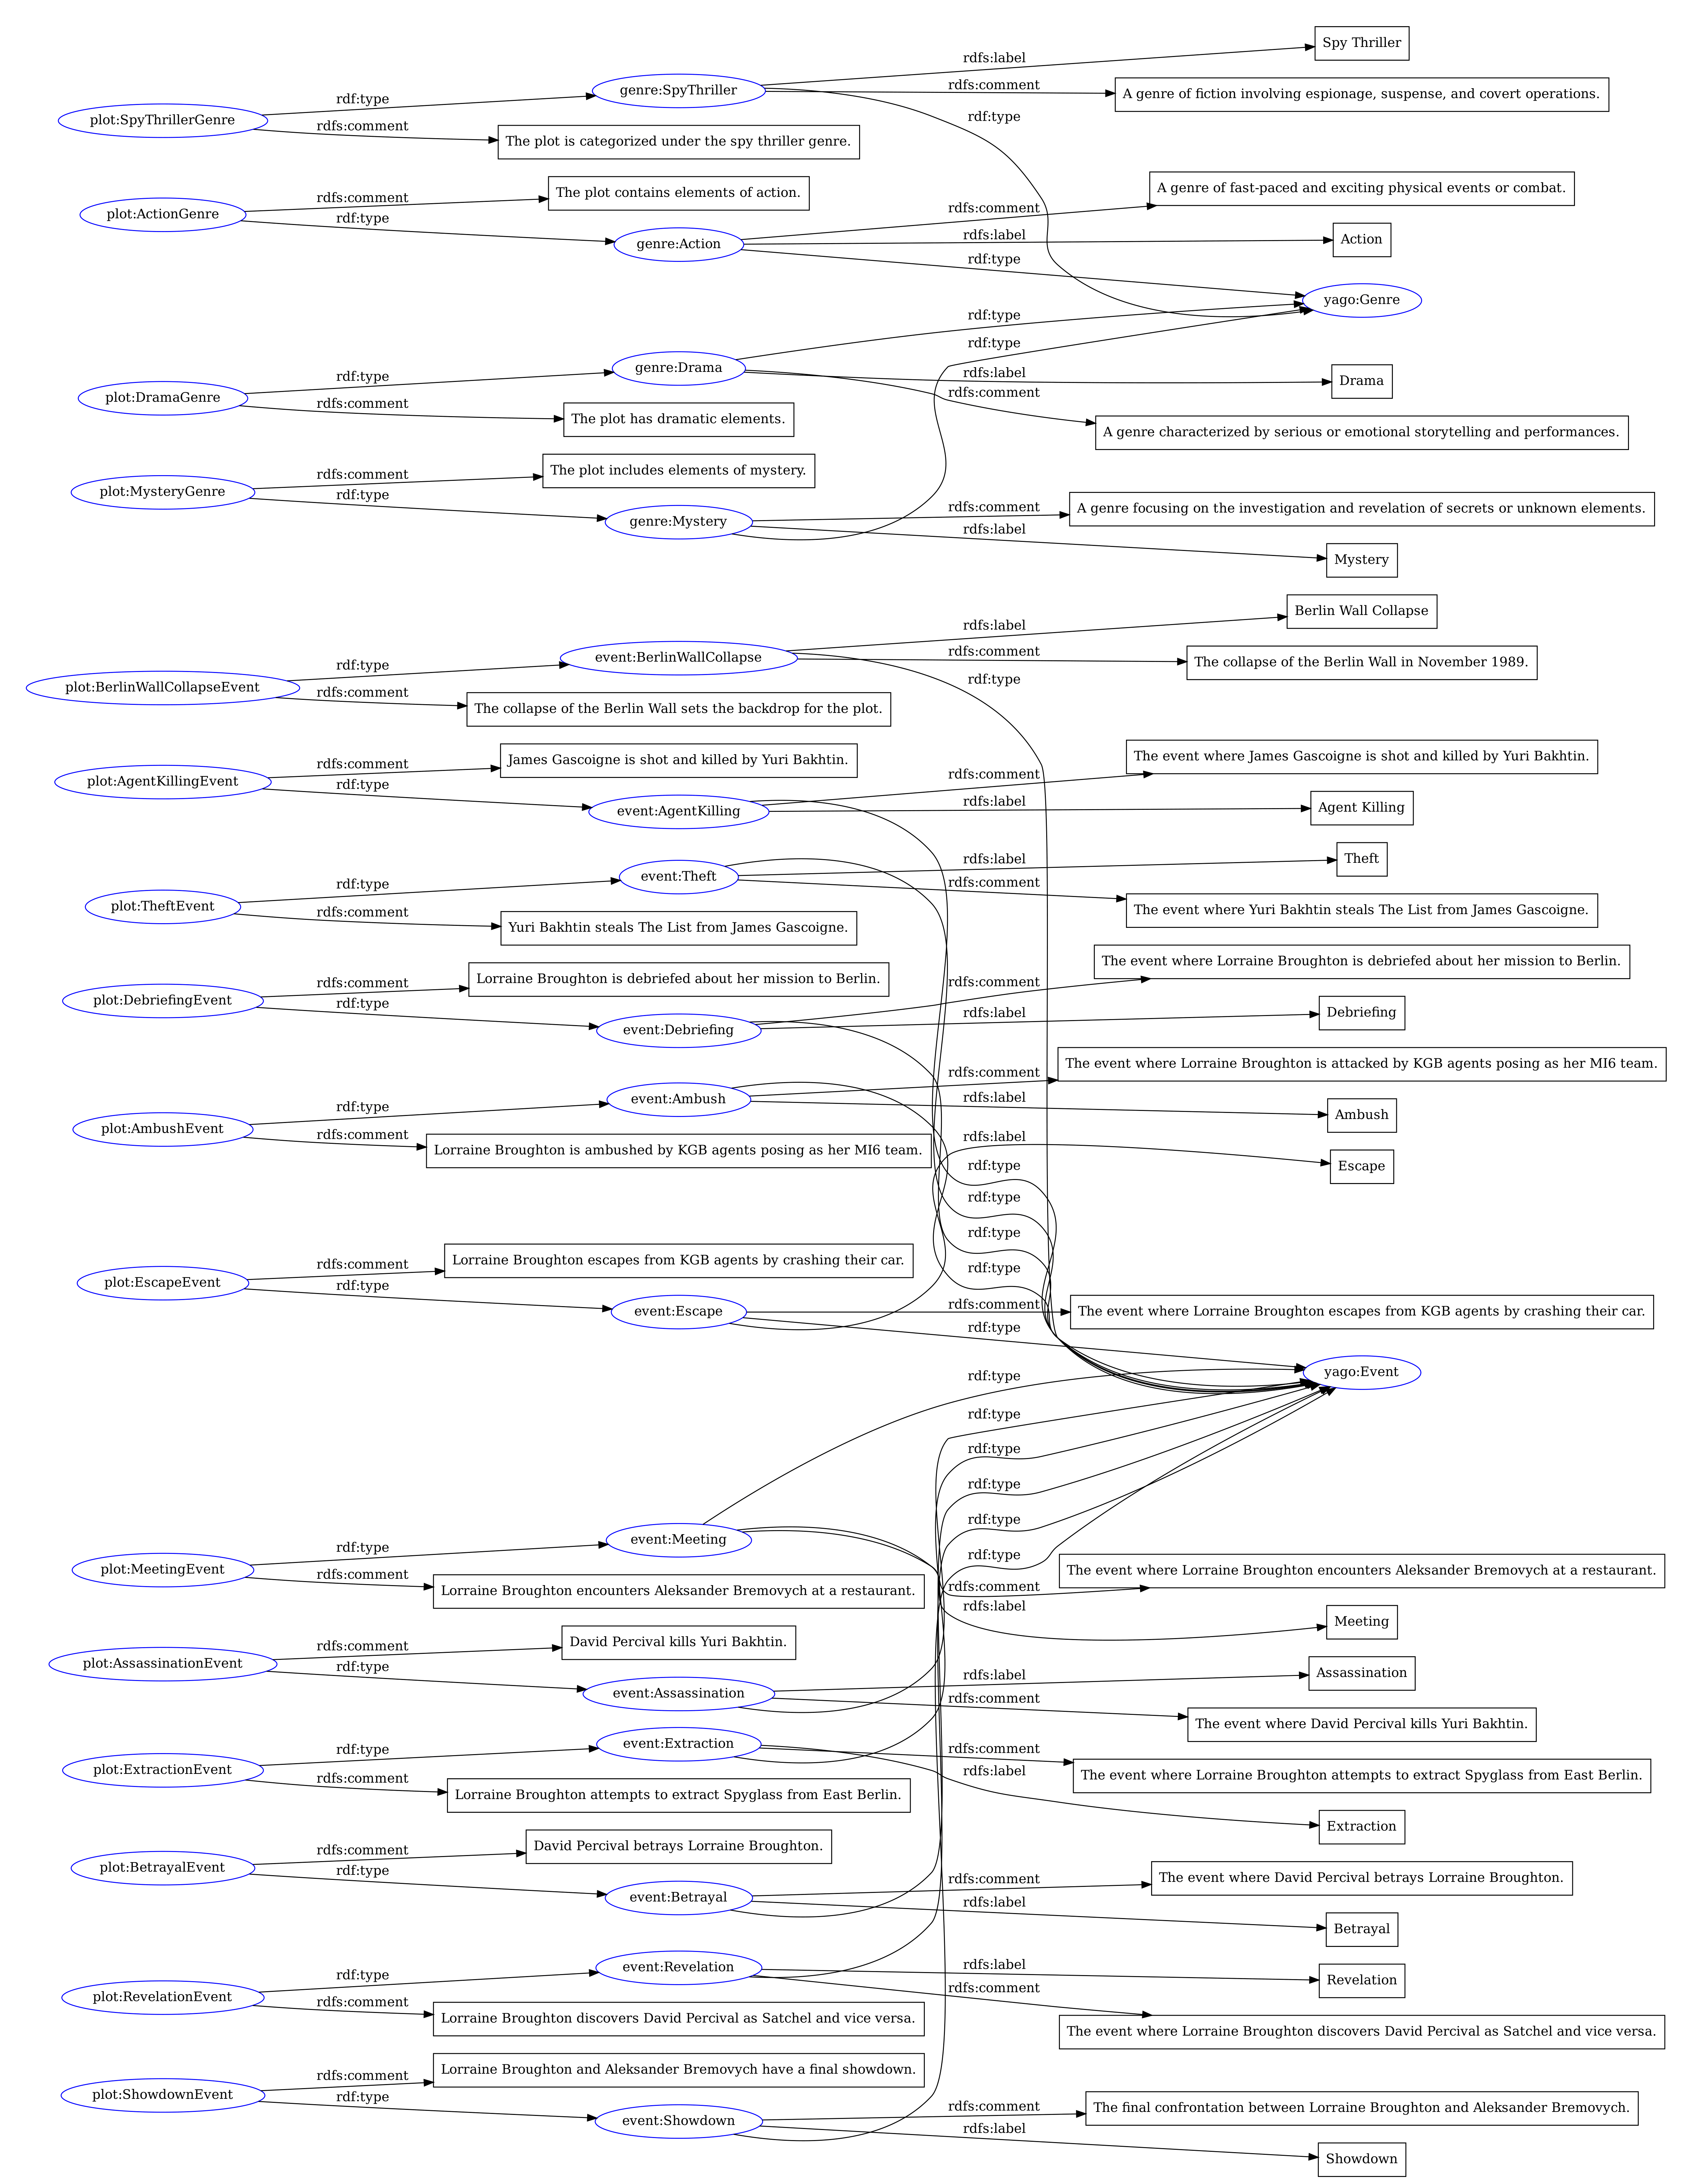 Spy Thriller
rdfs:label
genre:SpyThriller
rdfs:comment
A genre of fiction involving espionage, suspense, and covert operations.
rdf:type
plot:SpyThrillerGenre
rdf:type
rdfs:comment
The plot is categorized under the spy thriller genre.
rdfs:comment
The plot contains elements of action.
A genre of fast-paced and exciting physical events or combat.
plot:ActionGenre
rdf:type
genre:Action
rdfs:comment
rdfs:label
Action
rdf:type
yago:Genre
rdf:type
rdf:type
genre:Drama
rdfs:label
Drama
rdf:type
rdfs:comment
plot:DramaGenre
rdfs:comment
The plot has dramatic elements.
A genre characterized by serious or emotional storytelling and performances.
rdfs:comment
The plot includes elements of mystery.
plot:MysteryGenre
rdf:type
genre:Mystery
rdfs:comment
A genre focusing on the investigation and revelation of secrets or unknown elements.
rdfs:label
Mystery
Berlin Wall Collapse
rdfs:label
event:BerlinWallCollapse
rdfs:comment
The collapse of the Berlin Wall in November 1989.
rdf:type
rdf:type
plot:BerlinWallCollapseEvent
rdfs:comment
The collapse of the Berlin Wall sets the backdrop for the plot.
rdfs:comment
James Gascoigne is shot and killed by Yuri Bakhtin.
The event where James Gascoigne is shot and killed by Yuri Bakhtin.
plot:AgentKillingEvent
rdf:type
event:AgentKilling
rdfs:comment
rdfs:label
Agent Killing
rdfs:label
Theft
event:Theft
rdf:type
rdfs:comment
plot:TheftEvent
rdfs:comment
Yuri Bakhtin steals The List from James Gascoigne.
The event where Yuri Bakhtin steals The List from James Gascoigne.
rdfs:comment
Lorraine Broughton is debriefed about her mission to Berlin.
The event where Lorraine Broughton is debriefed about her mission to Berlin.
plot:DebriefingEvent
rdf:type
event:Debriefing
rdfs:comment
rdfs:label
Debriefing
The event where Lorraine Broughton is attacked by KGB agents posing as her MI6 team.
rdfs:comment
event:Ambush
rdfs:label
Ambush
rdf:type
plot:AmbushEvent
rdfs:comment
Lorraine Broughton is ambushed by KGB agents posing as her MI6 team.
rdfs:label
Escape
rdf:type
rdf:type
rdf:type
rdf:type
rdfs:comment
Lorraine Broughton escapes from KGB agents by crashing their car.
plot:EscapeEvent
rdf:type
event:Escape
rdfs:comment
The event where Lorraine Broughton escapes from KGB agents by crashing their car.
rdf:type
yago:Event
rdf:type
rdf:type
rdf:type
rdf:type
rdf:type
rdf:type
event:Meeting
rdf:type
plot:MeetingEvent
rdfs:comment
Lorraine Broughton encounters Aleksander Bremovych at a restaurant.
rdfs:comment
The event where Lorraine Broughton encounters Aleksander Bremovych at a restaurant.
rdfs:label
Meeting
rdfs:comment
David Percival kills Yuri Bakhtin.
plot:AssassinationEvent
rdf:type
event:Assassination
rdfs:label
Assassination
rdfs:comment
The event where David Percival kills Yuri Bakhtin.
event:Extraction
rdf:type
plot:ExtractionEvent
rdfs:comment
Lorraine Broughton attempts to extract Spyglass from East Berlin.
rdfs:comment
The event where Lorraine Broughton attempts to extract Spyglass from East Berlin.
rdfs:label
Extraction
rdfs:comment
David Percival betrays Lorraine Broughton.
plot:BetrayalEvent
rdf:type
event:Betrayal
rdfs:comment
The event where David Percival betrays Lorraine Broughton.
rdfs:label
Betrayal
event:Revelation
rdfs:label
Revelation
rdf:type
rdfs:comment
plot:RevelationEvent
rdfs:comment
Lorraine Broughton discovers David Percival as Satchel and vice versa.
The event where Lorraine Broughton discovers David Percival as Satchel and vice versa.
rdfs:comment
Lorraine Broughton and Aleksander Bremovych have a final showdown.
plot:ShowdownEvent
rdf:type
event:Showdown
rdfs:comment
The final confrontation between Lorraine Broughton and Aleksander Bremovych.
rdfs:label
Showdown